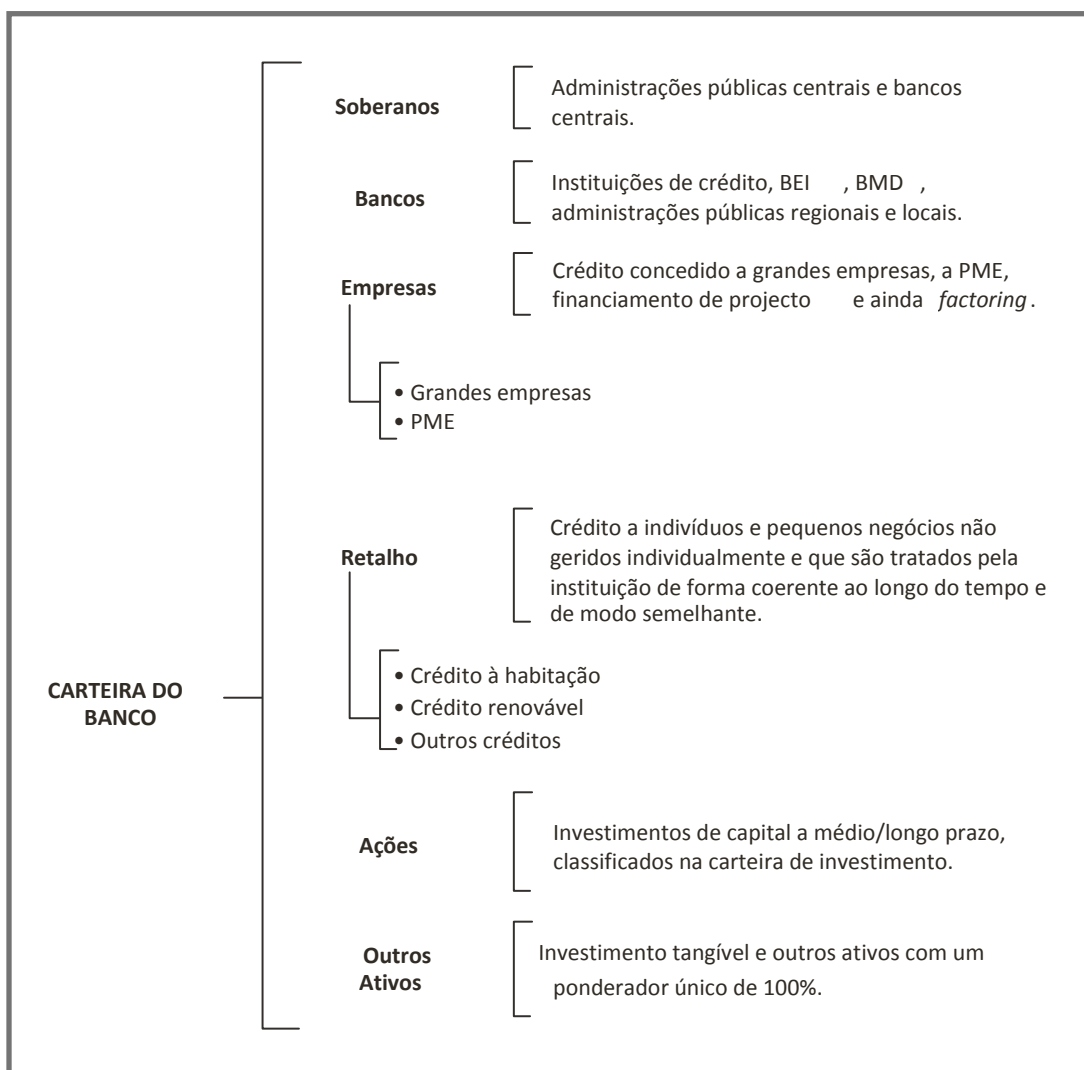 CARTEIRA DO
BANCO
Soberanos
Administrações públicas centrais e bancos
centrais.
Bancos
Instituições de crédito, BEI , BMD ,
administrações públicas regionais e locais.
Empresas
Crédito concedido a grandes empresas, a PME,
financiamento de projecto e ainda factoring.
• Grandes empresas
• PME
Retalho
Crédito a indivíduos e pequenos negócios não
geridos individualmente e que são tratados pela
instituição de forma coerente ao longo do tempo e
de modo semelhante.
• Crédito à habitação
• Crédito renovável
• Outros créditos
Ações
Investimentos de capital a médio/longo prazo,
classificados na carteira de investimento.
Outros
Ativos
Investimento tangível e outros ativos com um
ponderador único de 100%.